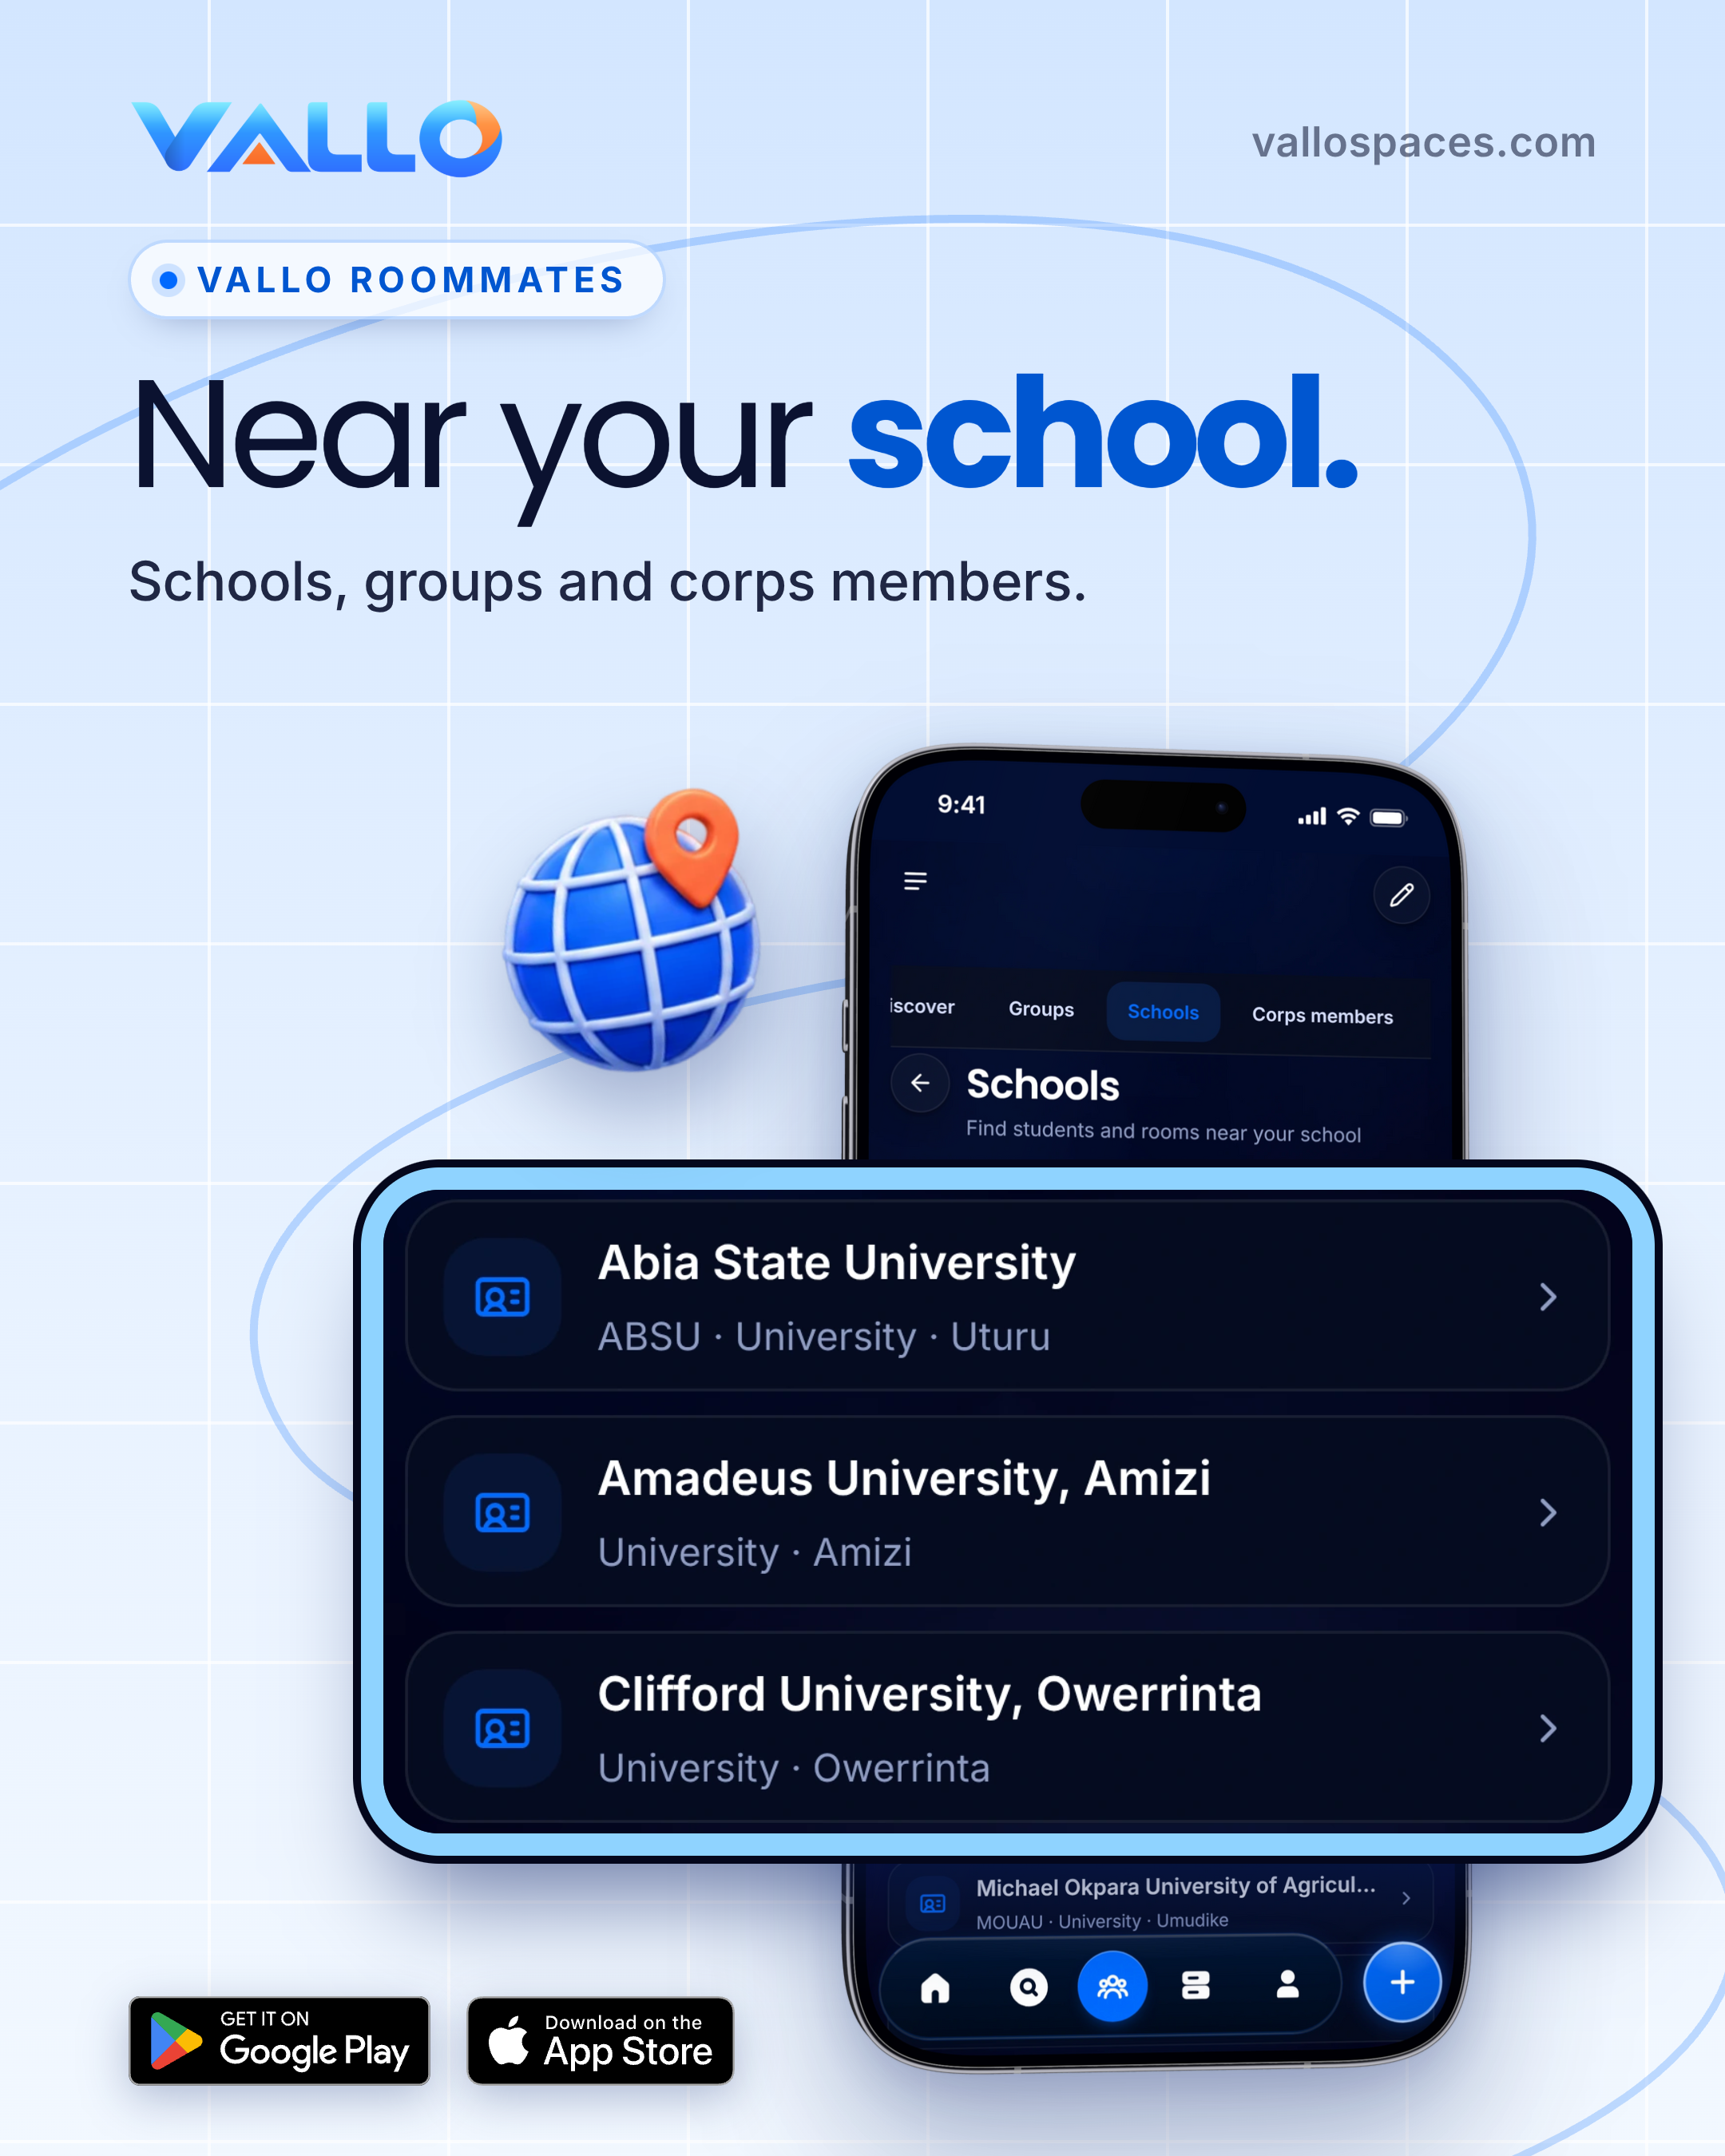 VALLO
vallospaces.com
VALLO ROOMMATES
Near your school.
Schools, groups and corps members.
9:41
iscover Groups Schools Corps members
Schools
Find students and rooms near your school
Abia State University
ABSU · University · Uturu
Amadeus University, Amizi
University · Amizi
Clifford University, Owerrinta
University · Owerrinta
Michael Okpara University of Agricul...
MOUAU · University · Umudike
GET IT ON
Google Play
Download on the
App Store